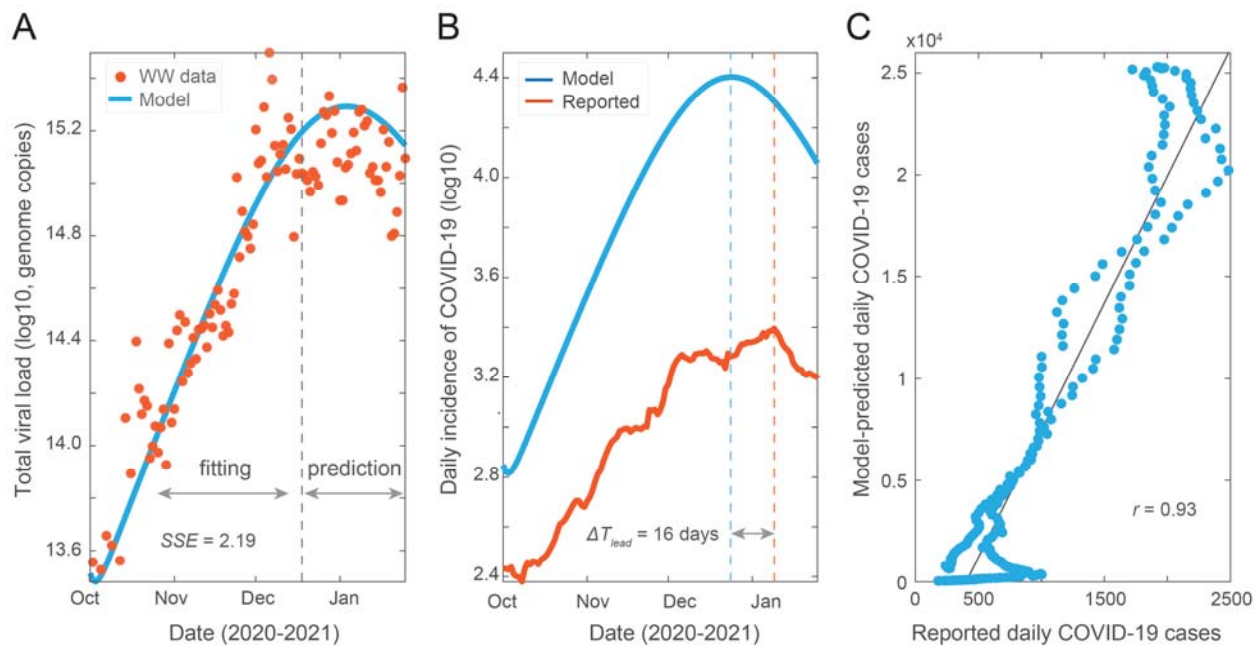 A
WW data
Model
15.2
14.8
14.4
14.0
13.6
Total viral load (log10, genome copies)
fitting
prediction
SSE = 2.19
Oct
Nov
Dec
Jan
Date (2020-2021)
B
Model
Reported
4.4
4.0
3.6
3.2
2.8
2.4
Daily incidence of COVID-19 (log10)
ΔT_lead = 16 days
Oct
Nov
Dec
Jan
Date (2020-2021)
C
x10⁴
2.5
2
1.5
1
0.5
0
Model-predicted daily COVID-19 cases
r = 0.93
0
500
1000
1500
2000
2500
Reported daily COVID-19 cases